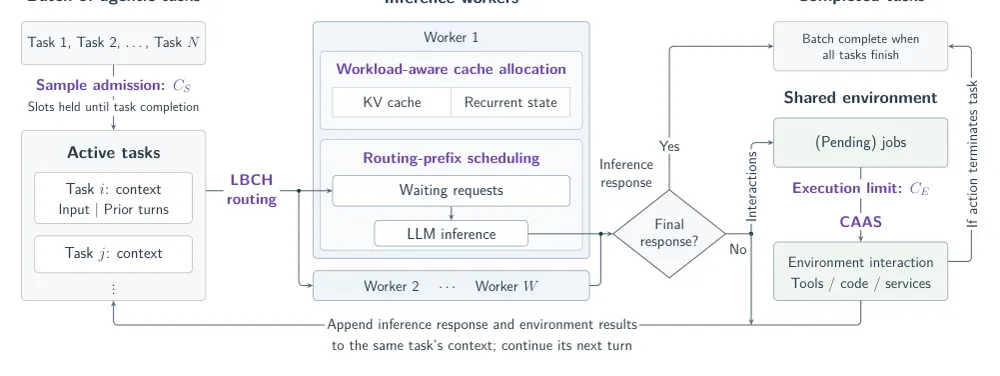 Batch of agentic tasks
Task 1, Task 2, …, Task N
Sample admission: C_S
Slots held until task completion
Active tasks
Task i: context
Input | Prior turns
Task j: context
⋮
LBCH
routing
Inference workers
Worker 1
Workload-aware cache allocation
KV cache
Recurrent state
Routing-prefix scheduling
Waiting requests
LLM inference
Worker 2 ··· Worker W
Inference
response
Final
response?
Yes
No
Interactions
Completed tasks
Batch complete when
all tasks finish
Shared environment
(Pending) jobs
Execution limit: C_E
CAAS
Environment interaction
Tools / code / services
If action terminates task
Append inference response and environment results
to the same task's context; continue its next turn